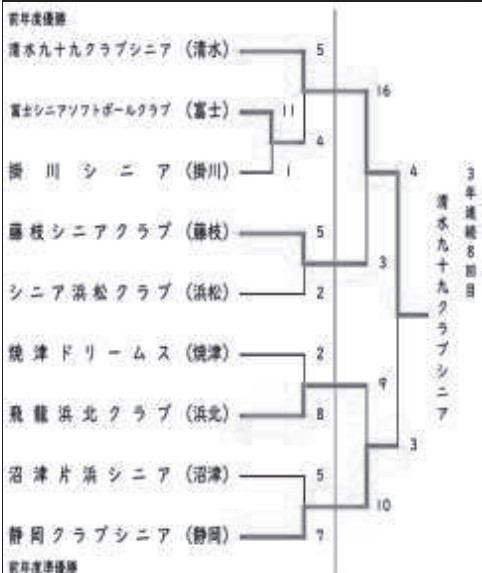 前年度優勝
清水九十九クラブシニア (清水)
富士シニアソフトボールクラブ (富士)
掛川シニア (掛川)
藤枝シニアクラブ (藤枝)
シニア浜松クラブ (浜松)
焼津ドリームス (焼津)
飛龍浜北クラブ (浜北)
沼津片浜シニア (沼津)
静岡クラブシニア (静岡)
前年度準優勝
5
11
4
1
5
2
2
8
5
7
16
3
9
10
4
3
清水九十九クラブシニア
3年連続8回目